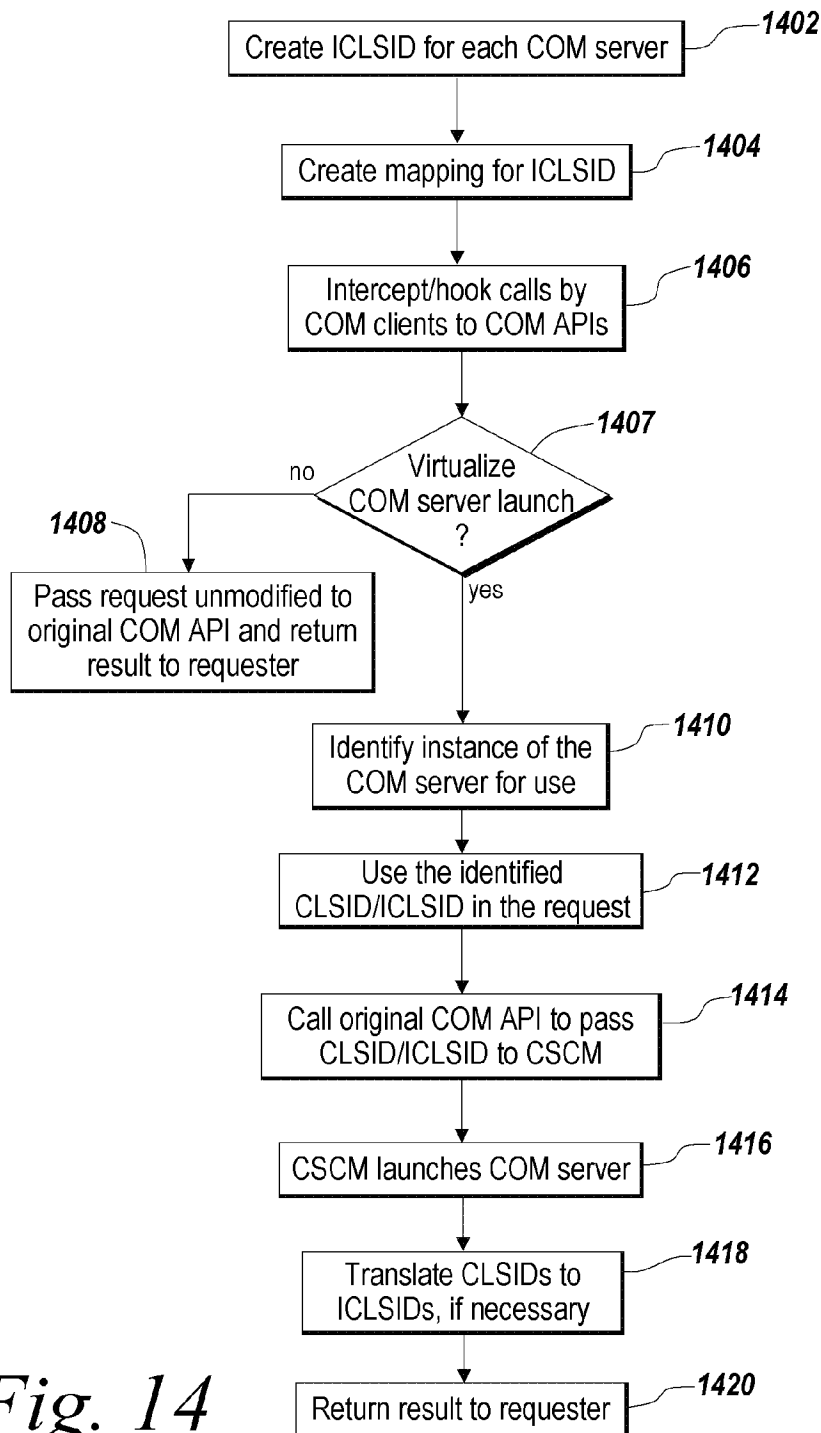 1402
Create ICLSID for each COM server
1404
Create mapping for ICLSID
1406
Intercept/hook calls by
COM clients to COM APIs
1407
Virtualize
COM server launch
?
no
yes
1408
Pass request unmodified to
original COM API and return
result to requester
1410
Identify instance of the
COM server for use
1412
Use the identified
CLSID/ICLSID in the request
1414
Call original COM API to pass
CLSID/ICLSID to CSCM
1416
CSCM launches COM server
1418
Translate CLSIDs to
ICLSIDs, if necessary
1420
Return result to requester
Fig. 14